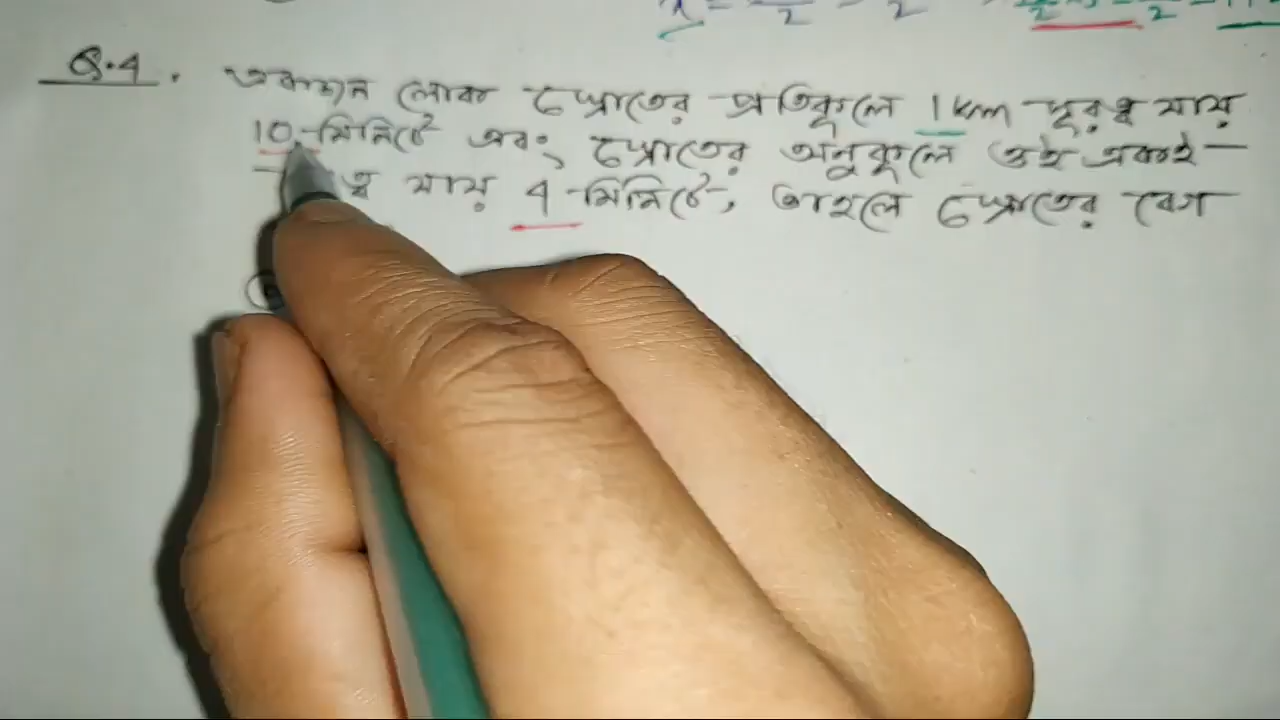 Q.4. একজন লোক স্রোতের প্রতিকূলে 1 km দূরত্ব যায়
10 মিনিটে এবং স্রোতের অনুকূলে ওই একই
ত্ব যায় 4 মিনিটে, তাহলে স্রোতের বেগ